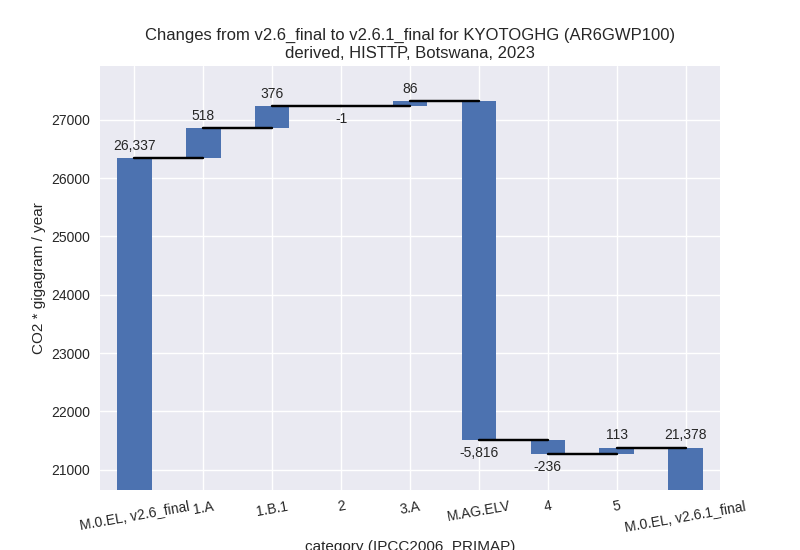 Changes from v2.6_final to v2.6.1_final for KYOTOGHG (AR6GWP100)
derived, HISTTP, Botswana, 2023
CO2 * gigagram / year
27000
26000
25000
24000
23000
22000
21000
26,337
518
376
-1
86
-5,816
-236
113
21,378
M.0.EL, v2.6_final
1.A
1.B.1
2
3.A
M.AG.ELV
4
5
M.0.EL, v2.6.1_final
category (IPCC2006_PRIMAP)